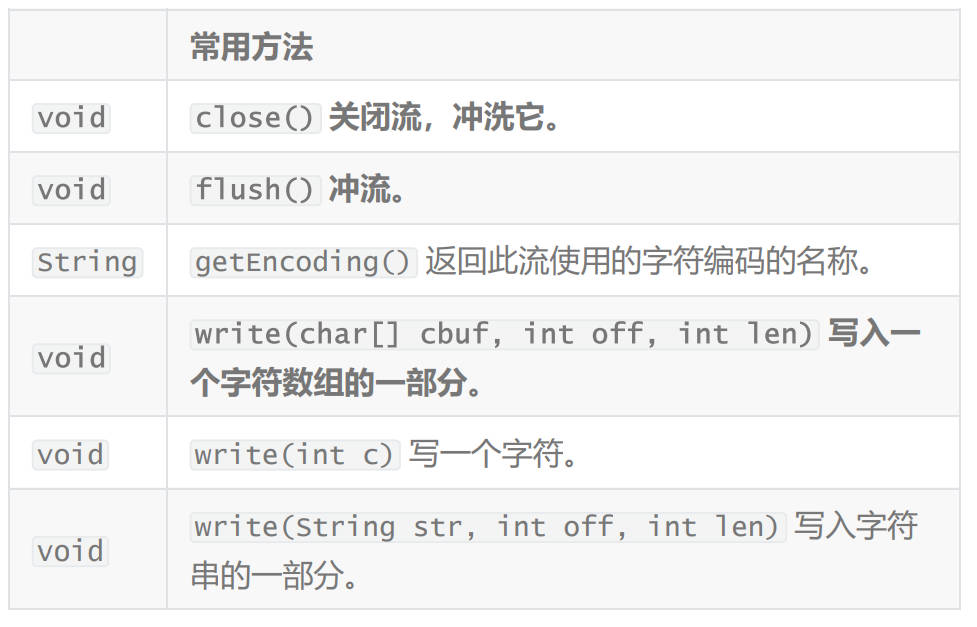 常用方法
void close() 关闭流，冲洗它。
void flush() 冲流。
String getEncoding() 返回此流使用的字符编码的名称。
void write(char[] cbuf, int off, int len) 写入一
个字符数组的一部分。
void write(int c) 写一个字符。
void write(String str, int off, int len) 写入字符
串的一部分。